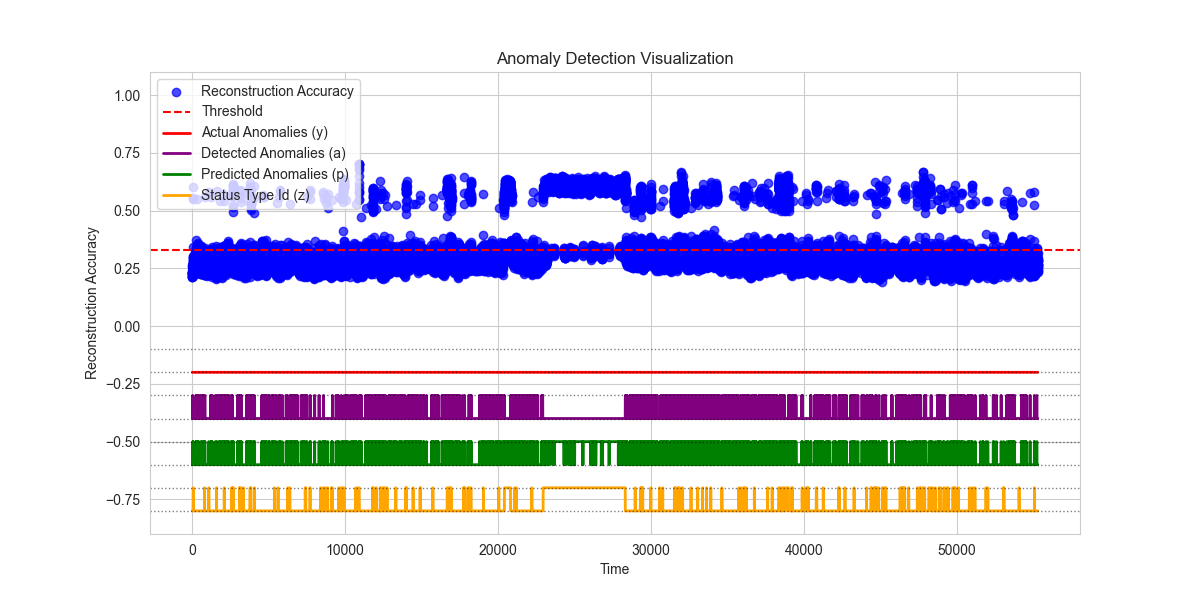 Anomaly Detection Visualization
Reconstruction Accuracy
Threshold
Actual Anomalies (y)
Detected Anomalies (a)
Predicted Anomalies (p)
Status Type Id (z)
Reconstruction Accuracy
1.00
0.75
0.50
0.25
0.00
−0.25
−0.50
−0.75
0
10000
20000
30000
40000
50000
Time